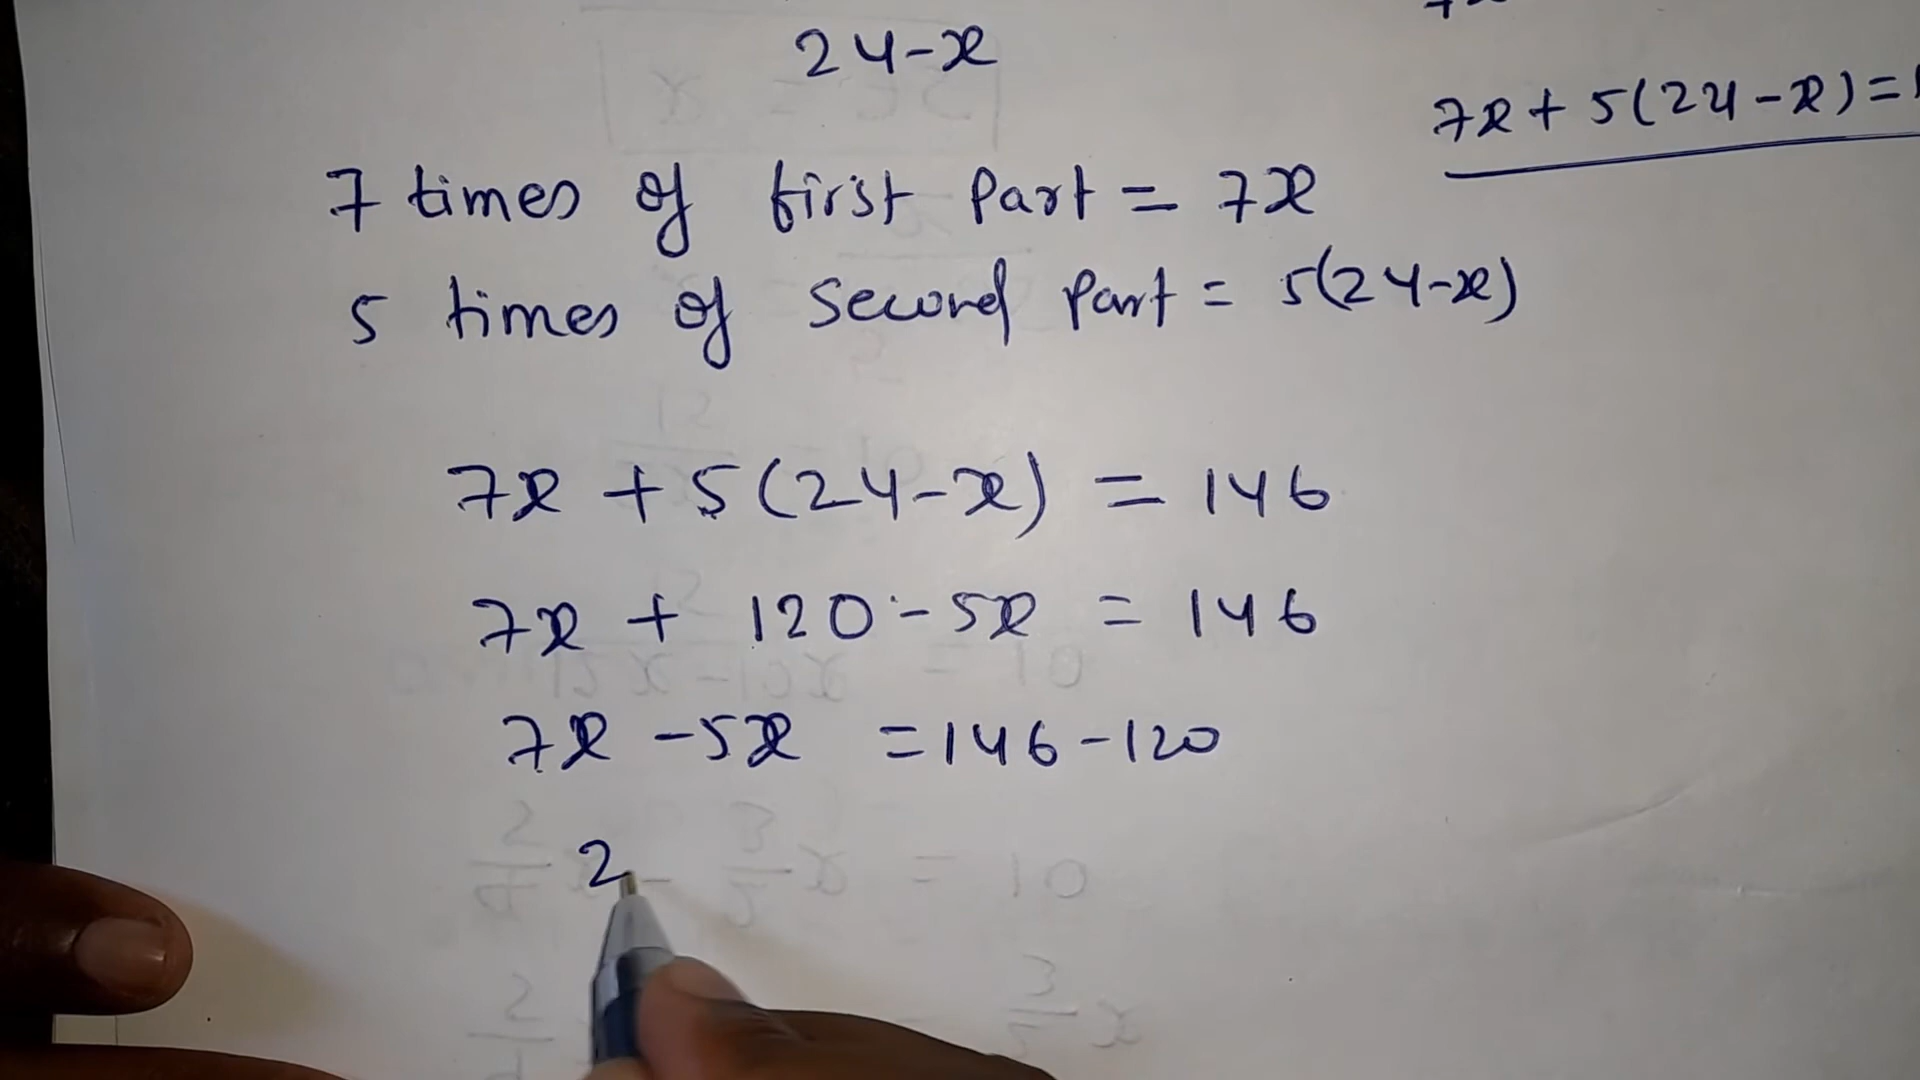 24-x
7x+5(24-x)=
7 times of first Part = 7x
5 times of second part = 5(24-x)
7x + 5(24-x) = 146
7x + 120 - 5x = 146
7x - 5x = 146-120
2